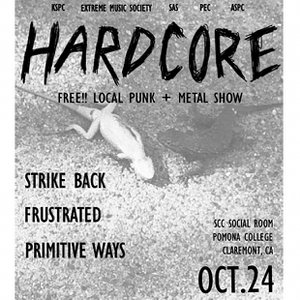 KSPC EXTREME MUSIC SOCIETY SAS PEC ASPC
HARDCORE
FREE!! LOCAL PUNK + METAL SHOW
STRIKE BACK
FRUSTRATED
PRIMITIVE WAYS
SCC SOCIAL ROOM
POMONA COLLEGE
CLAREMONT, CA
OCT.24